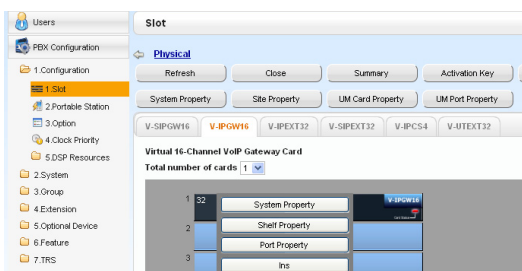 Users
PBX Configuration
1.Configuration
1.Slot
2.Portable Station
3.Option
4.Clock Priority
5.DSP Resources
2.System
3.Group
4.Extension
5.Optional Device
6.Feature
7.TRS
Slot
Physical
Refresh Close Summary Activation Key
System Property Site Property UM Card Property UM Port Property
V-SIPGW16 V-IPGW16 V-IPEXT32 V-SIPEXT32 V-IPCS4 V-UTEXT32
Virtual 16-Channel VoIP Gateway Card
Total number of cards 1
1 32 System Property V-IPGW16
2 Shelf Property
Port Property
3 Ins